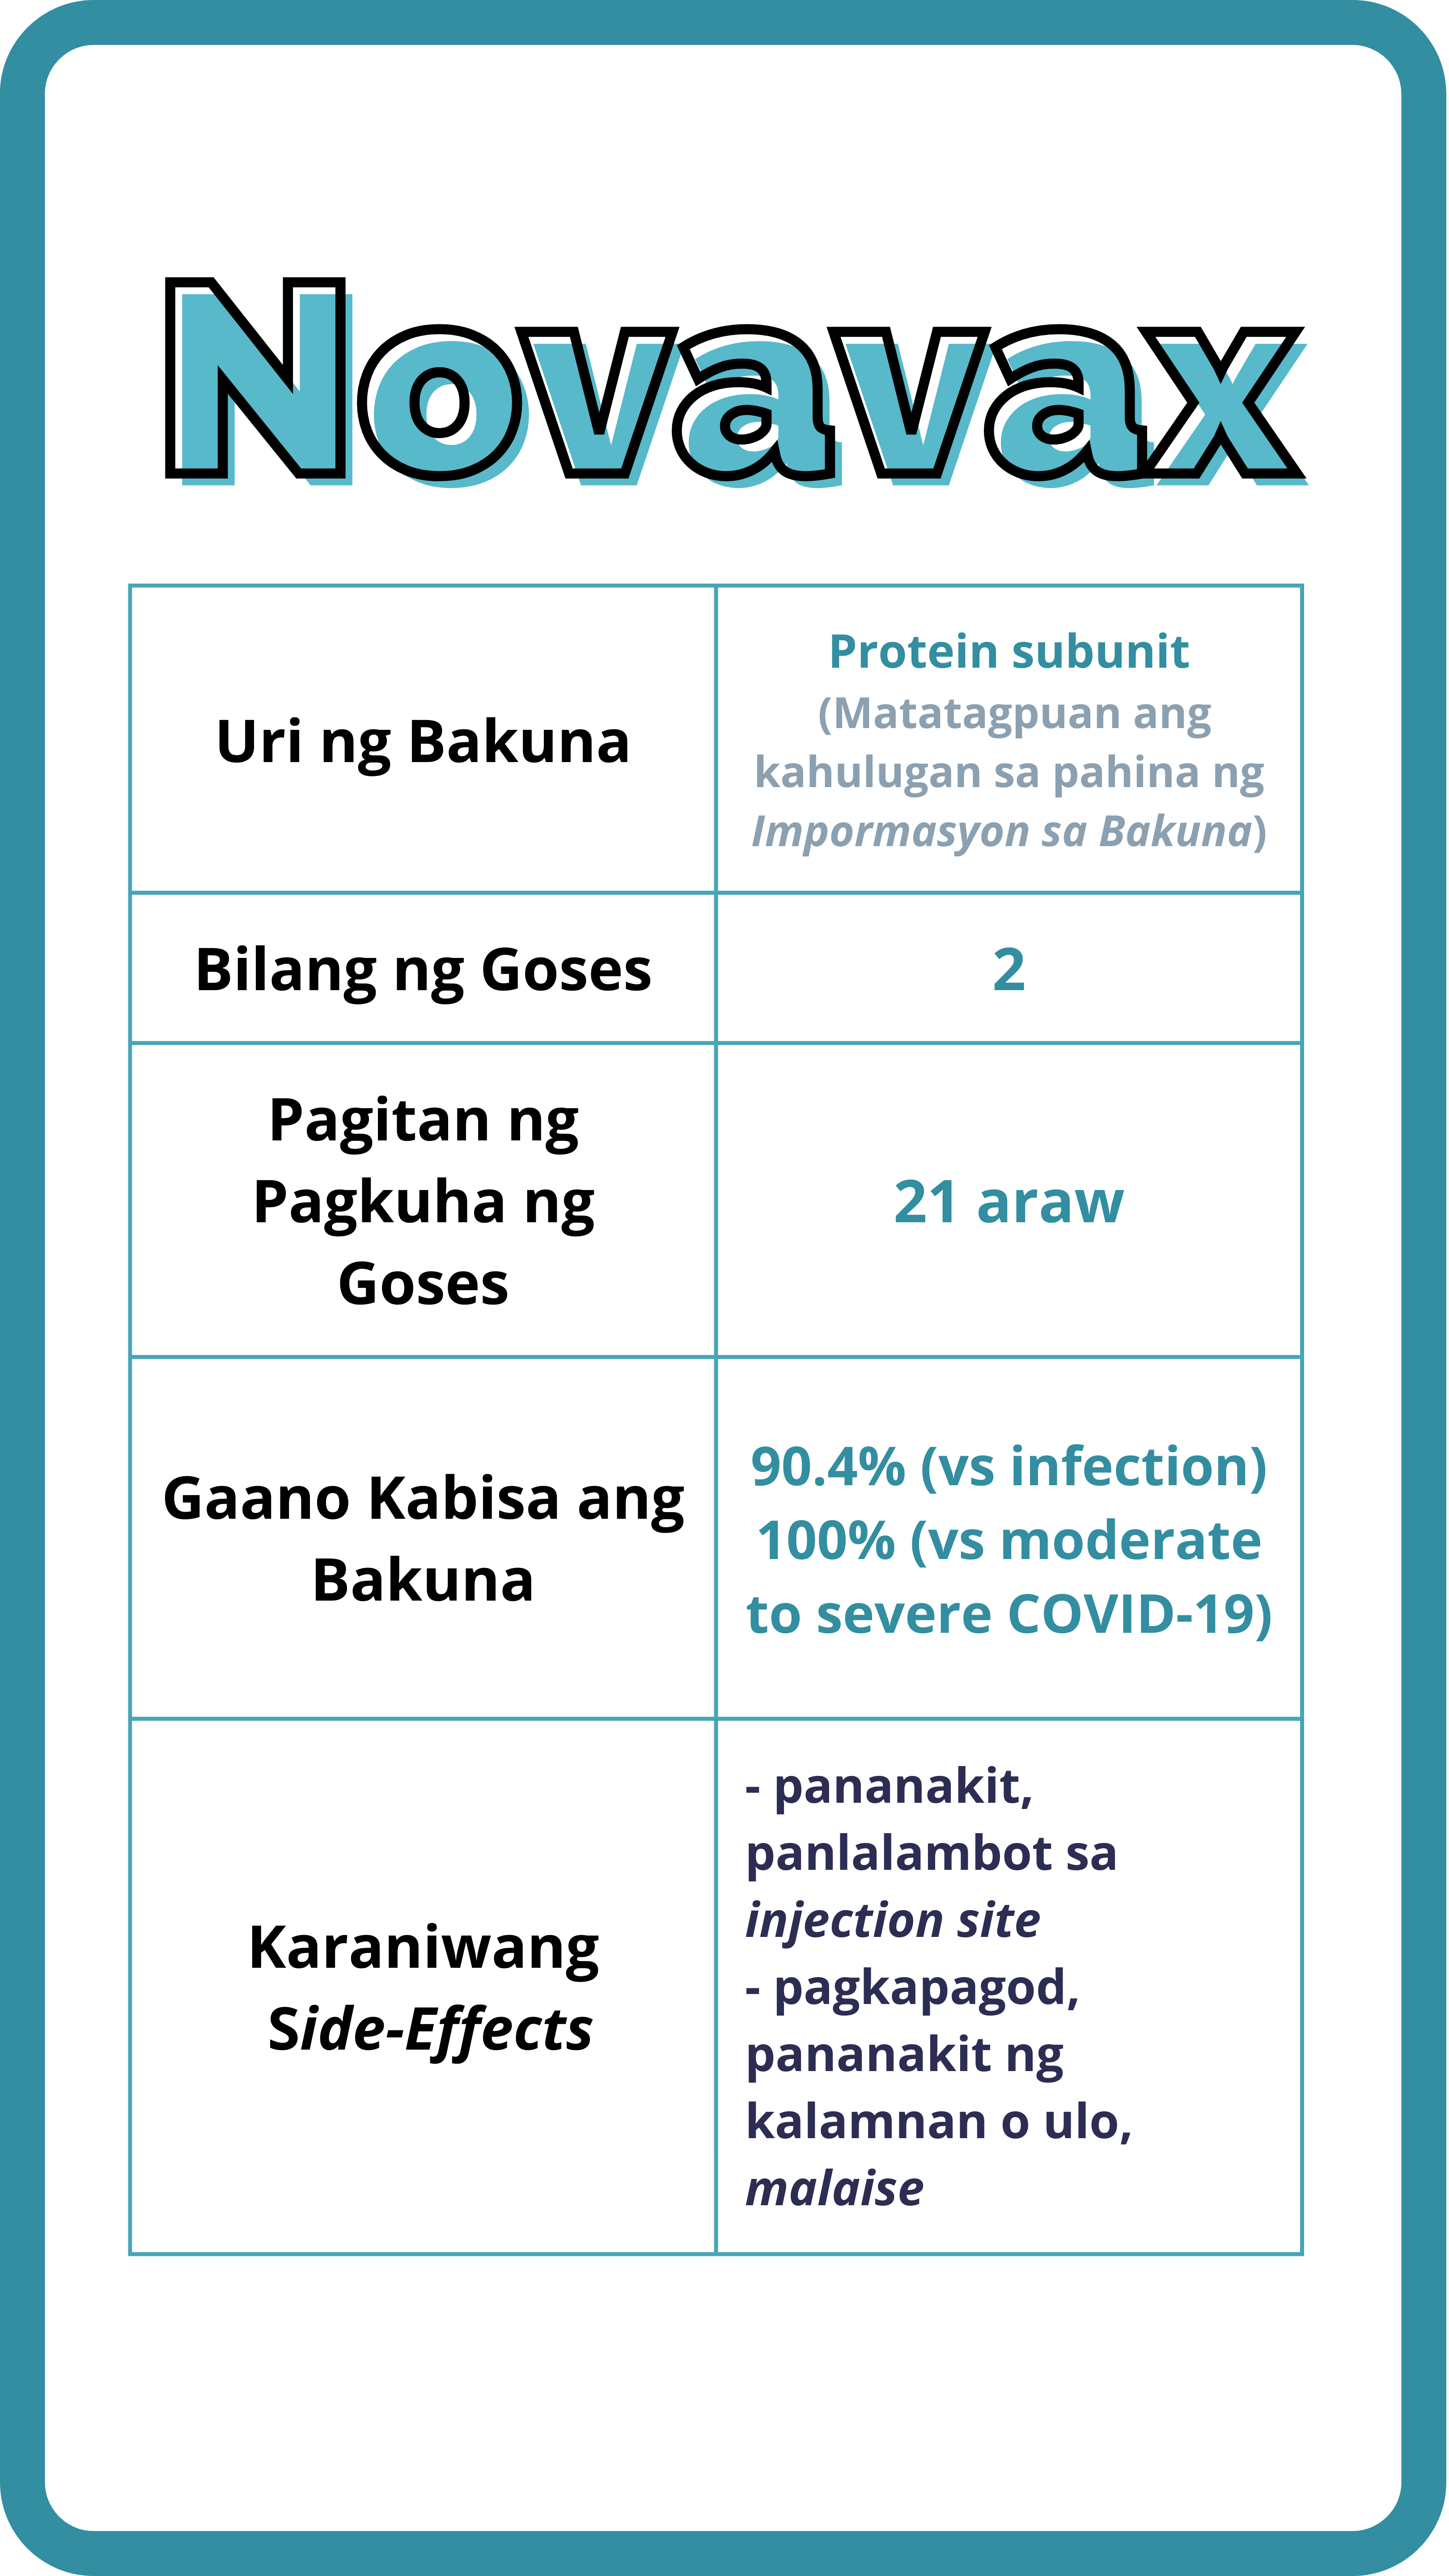 Novavax
Uri ng Bakuna
Protein subunit
(Matatagpuan ang
kahulugan sa pahina ng
Impormasyon sa Bakuna)
Bilang ng Goses
2
Pagitan ng
Pagkuha ng
Goses
21 araw
Gaano Kabisa ang
Bakuna
90.4% (vs infection)
100% (vs moderate
to severe COVID-19)
Karaniwang
Side-Effects
- pananakit,
panlalambot sa
injection site
- pagkapagod,
pananakit ng
kalamnan o ulo,
malaise